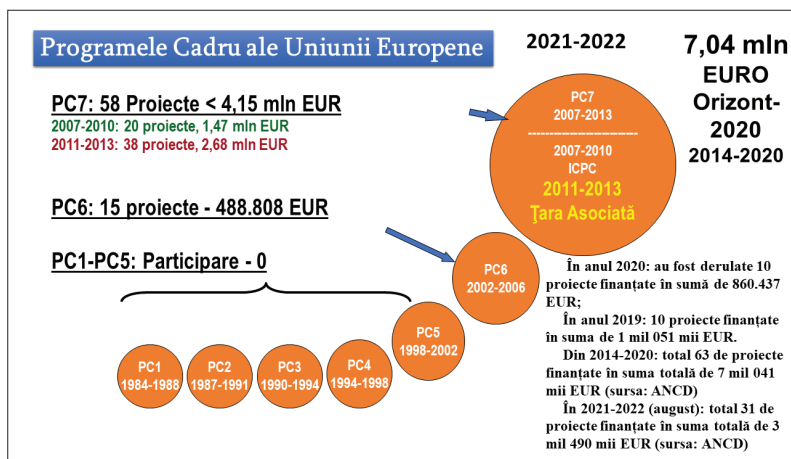 Programele Cadru ale Uniunii Europene
2021-2022
7,04 mln
EURO
Orizont-
2020
2014-2020
PC7: 58 Proiecte < 4,15 mln EUR
2007-2010: 20 proiecte, 1,47 mln EUR
2011-2013: 38 proiecte, 2,68 mln EUR
PC7
2007-2013
----------------------------
2007-2010
ICPC
2011-2013
Ţara Asociată
PC6: 15 proiecte - 488.808 EUR
PC1-PC5: Participare - 0
PC6
2002-2006
PC5
1998-2002
PC1
1984-1988
PC2
1987-1991
PC3
1990-1994
PC4
1994-1998
În anul 2020: au fost derulate 10
proiecte finanțate în sumă de 860.437
EUR;
În anul 2019: 10 proiecte finanțate
în suma de 1 mil 051 mii EUR.
Din 2014-2020: total 63 de proiecte
finanțate în suma totală de 7 mil 041
mii EUR (sursa: ANCD)
În 2021-2022 (august): total 31 de
proiecte finanțate în suma totală de 3
mil 490 mii EUR (sursa: ANCD)